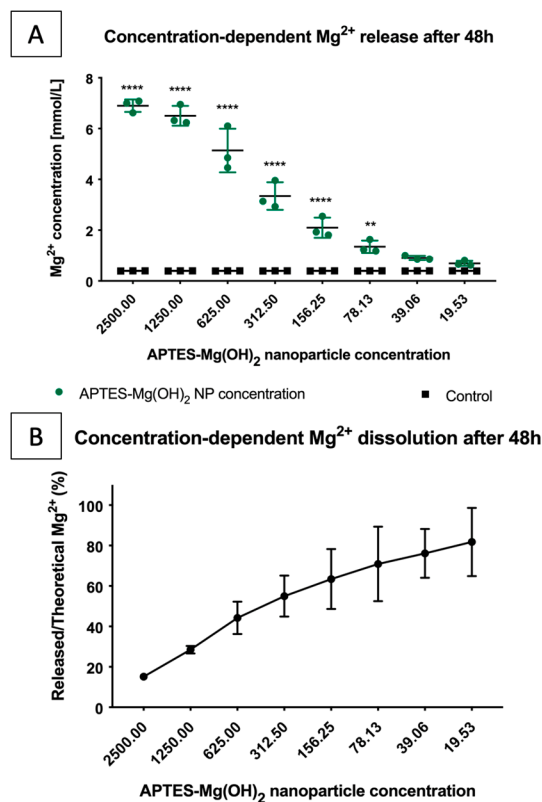 A
Concentration-dependent Mg²⁺ release after 48h
Mg²⁺ concentration [mmol/L]
8
6
4
2
0
**** **** **** **** **** **
2500.00 1250.00 625.00 312.50 156.25 78.13 39.06 19.53
APTES-Mg(OH)₂ nanoparticle concentration
APTES-Mg(OH)₂ NP concentration Control
B
Concentration-dependent Mg²⁺ dissolution after 48h
Released/Theoretical Mg²⁺ (%)
100
80
60
40
20
0
2500.00 1250.00 625.00 312.50 156.25 78.13 39.06 19.53
APTES-Mg(OH)₂ nanoparticle concentration